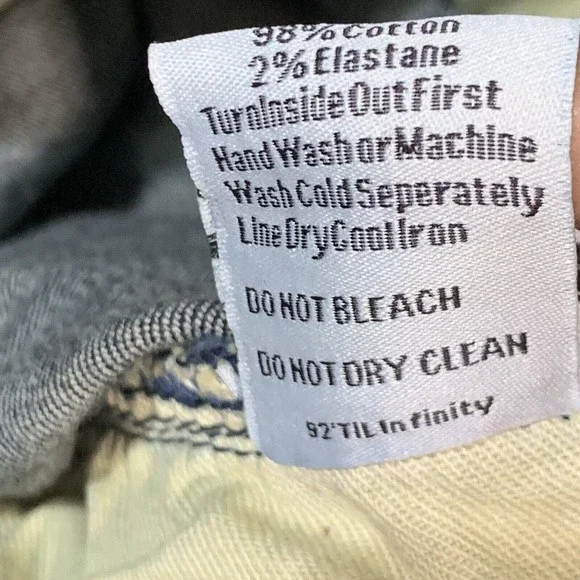 98% Cotton
2% Elastane
Turn Inside Out First
Hand Wash or Machine
Wash Cold Seperately
Line Dry Cool Iron
DO NOT BLEACH
DO NOT DRY CLEAN
92'TIL Infinity